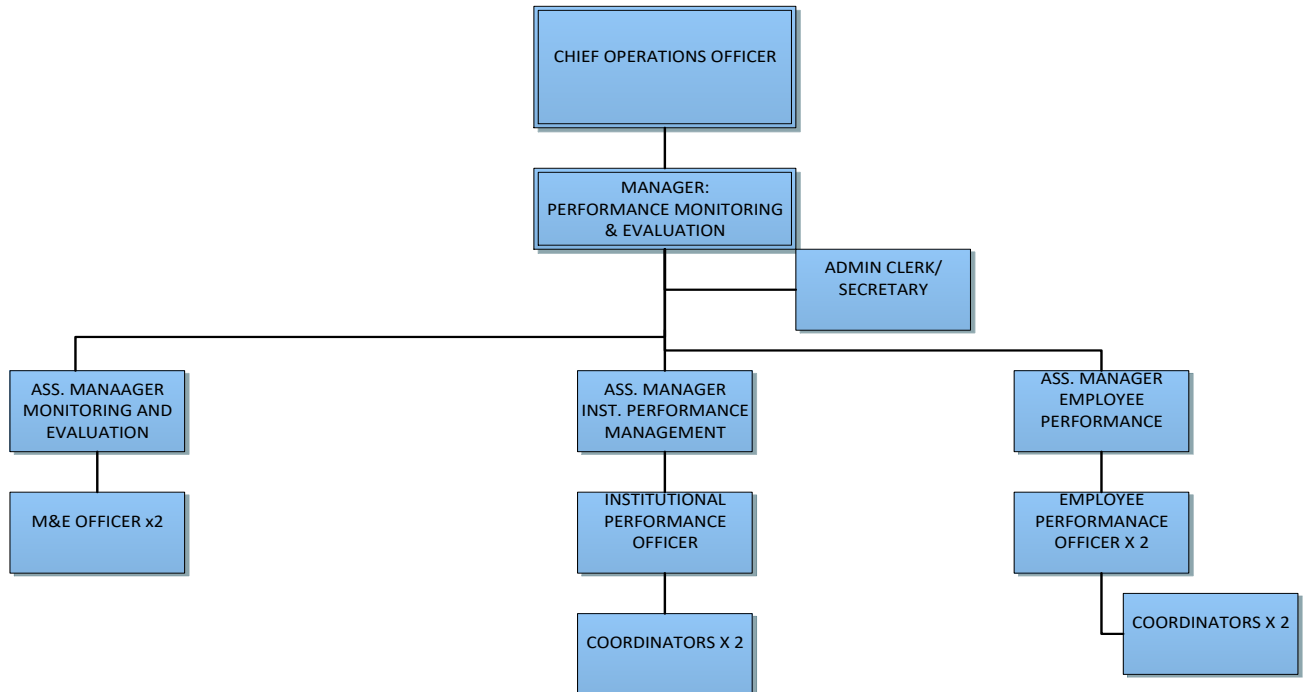 CHIEF OPERATIONS OFFICER
MANAGER:
PERFORMANCE MONITORING
& EVALUATION
ADMIN CLERK/
SECRETARY
ASS. MANAAGER
MONITORING AND
EVALUATION
ASS. MANAGER
INST. PERFORMANCE
MANAGEMENT
ASS. MANAGER
EMPLOYEE
PERFORMANCE
M&E OFFICER x2
INSTITUTIONAL
PERFORMANCE
OFFICER
EMPLOYEE
PERFORMANACE
OFFICER X 2
COORDINATORS X 2
COORDINATORS X 2